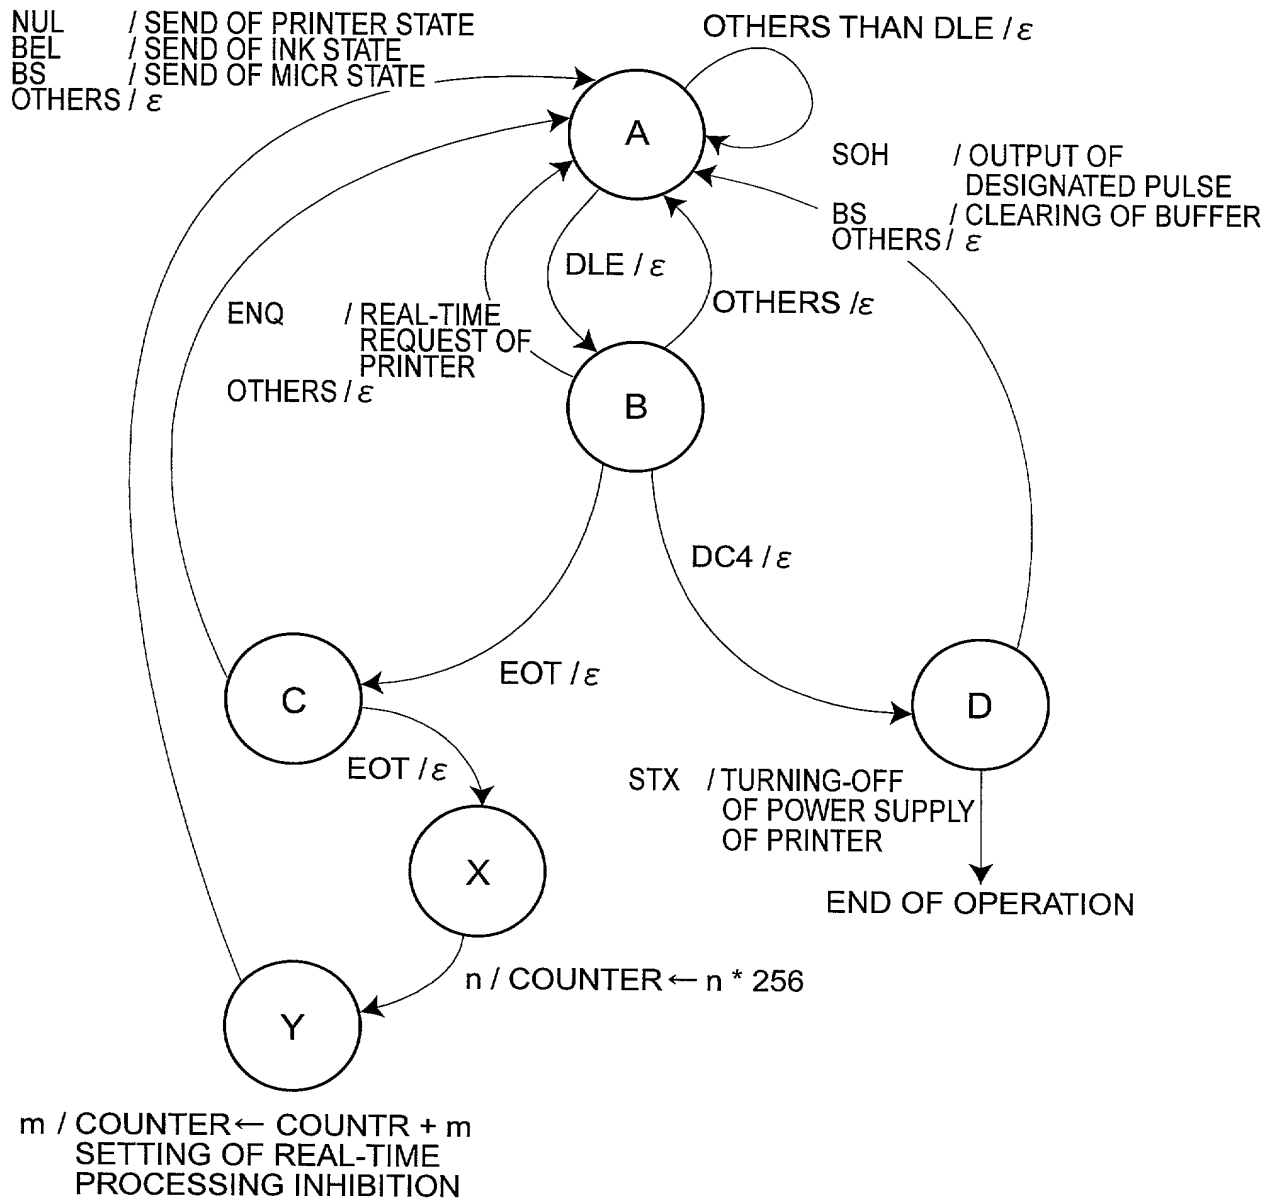 NUL / SEND OF PRINTER STATE
BEL / SEND OF INK STATE
BS / SEND OF MICR STATE
OTHERS / ε
OTHERS THAN DLE / ε
A
SOH / OUTPUT OF
DESIGNATED PULSE
BS / CLEARING OF BUFFER
OTHERS / ε
DLE / ε
OTHERS /ε
ENQ / REAL-TIME
REQUEST OF
PRINTER
OTHERS / ε
B
DC4 / ε
EOT / ε
C
D
EOT /ε
STX / TURNING-OFF
OF POWER SUPPLY
OF PRINTER
X
END OF OPERATION
n / COUNTER ← n * 256
Y
m / COUNTER ← COUNTR + m
SETTING OF REAL-TIME
PROCESSING INHIBITION